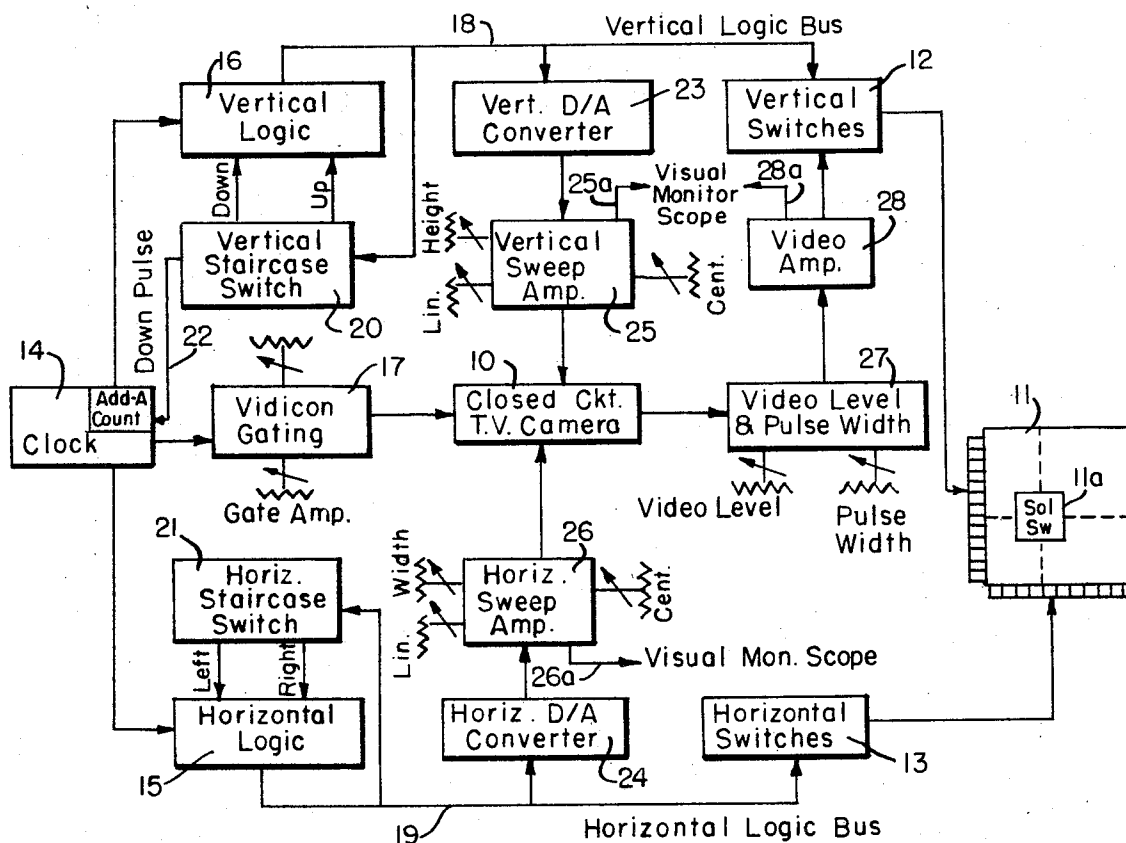 18
Vertical Logic Bus
16
Vertical
Logic
Vert. D/A
Converter
23
12
Vertical
Switches
Down
Up
Height
25a
Visual
Monitor
Scope
28a
28
Down Pulse
Vertical
Staircase
Switch
20
Lin.
Vertical
Sweep
Amp.
25
Cent.
Video
Amp.
22
14
Add-A
Count
Clock
17
Vidicon
Gating
Gate Amp.
10
Closed Ckt.
T.V. Camera
27
Video Level
& Pulse Width
Video Level
Pulse
Width
11
11a
Sol
Sw
21
Horiz.
Staircase
Switch
Left
Right
Width
Lin.
26
Horiz.
Sweep
Amp.
Cent.
26a
Visual Mon. Scope
Horizontal
Logic
15
Horiz. D/A
Converter
24
Horizontal
Switches
13
19
Horizontal Logic Bus